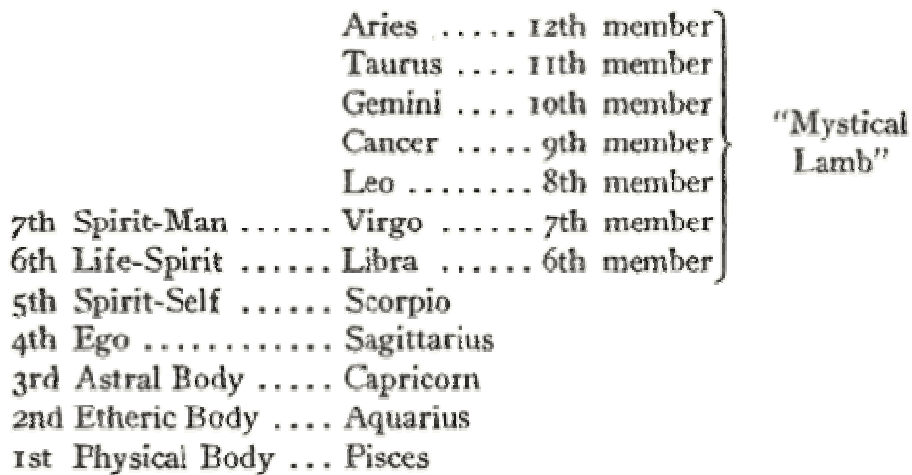 Aries ..... 12th member
Taurus .... 11th member
Gemini .... 10th member
Cancer ..... 9th member
Leo ........ 8th member
7th Spirit-Man ...... Virgo ...... 7th member
6th Life-Spirit ...... Libra ...... 6th member
"Mystical
Lamb"
5th Spirit-Self ...... Scorpio
4th Ego ............ Sagittarius
3rd Astral Body ..... Capricorn
2nd Etheric Body .... Aquarius
1st Physical Body ... Pisces